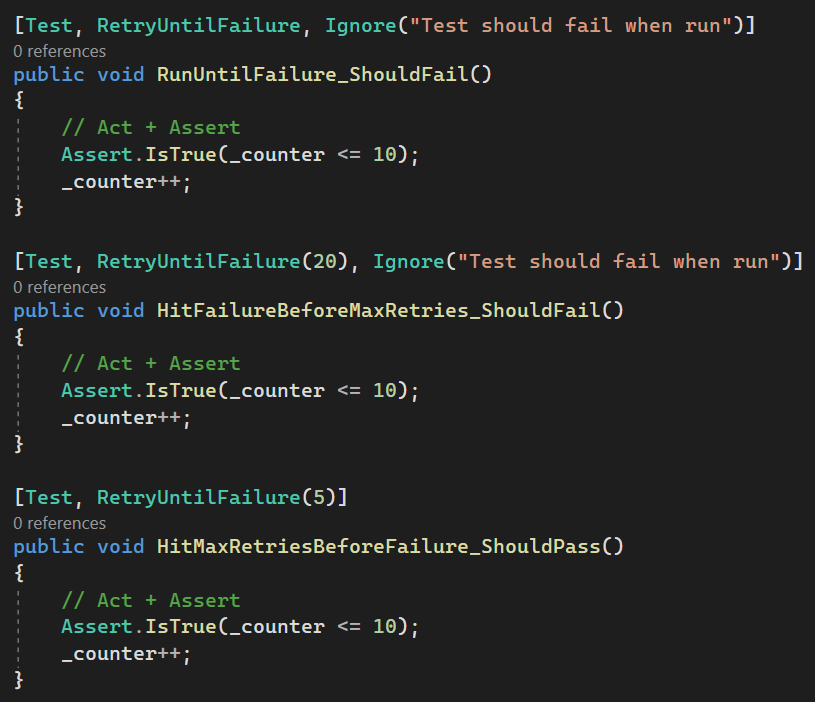 [Test, RetryUntilFailure, Ignore("Test should fail when run")]
0 references
public void RunUntilFailure_ShouldFail()
{
    // Act + Assert
    Assert.IsTrue(_counter <= 10);
    _counter++;
}

[Test, RetryUntilFailure(20), Ignore("Test should fail when run")]
0 references
public void HitFailureBeforeMaxRetries_ShouldFail()
{
    // Act + Assert
    Assert.IsTrue(_counter <= 10);
    _counter++;
}

[Test, RetryUntilFailure(5)]
0 references
public void HitMaxRetriesBeforeFailure_ShouldPass()
{
    // Act + Assert
    Assert.IsTrue(_counter <= 10);
    _counter++;
}